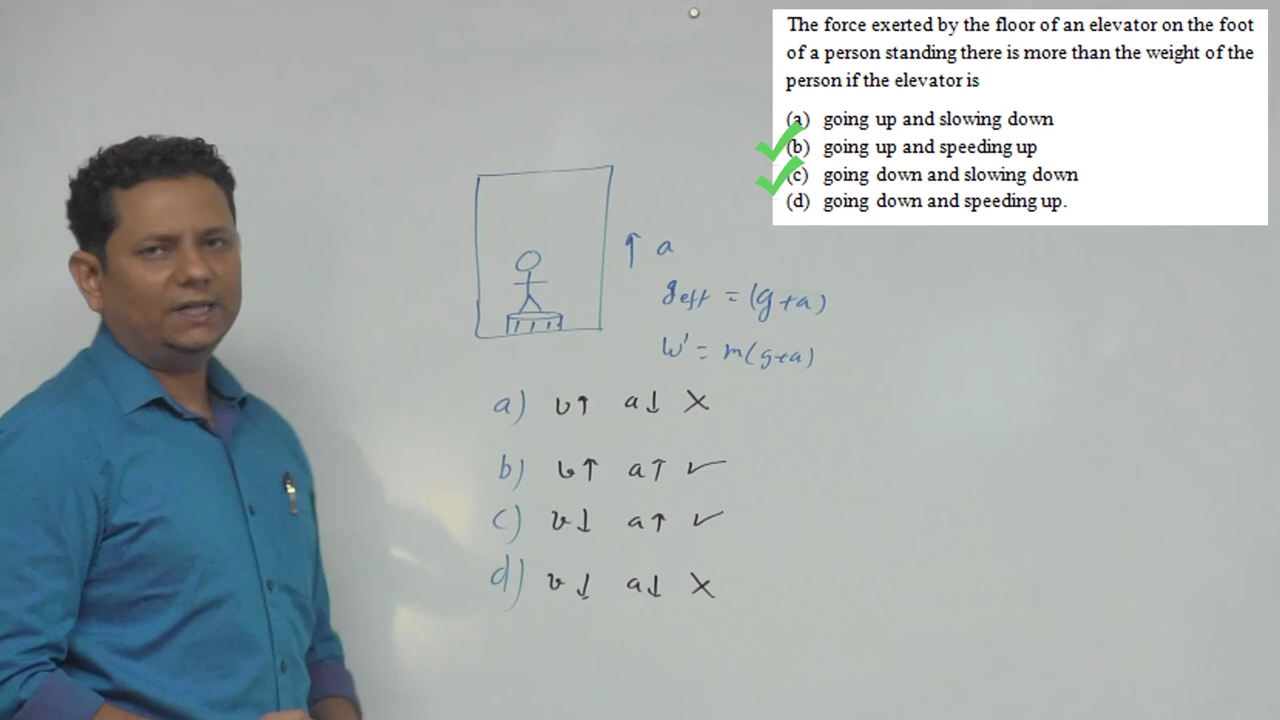 The force exerted by the floor of an elevator on the foot
of a person standing there is more than the weight of the
person if the elevator is
(a) going up and slowing down
(b) going up and speeding up
(c) going down and slowing down
(d) going down and speeding up.
↑ a
g_eff = (g+a)
W' = m(g+a)
a) v↑ a↓ ✗
b) v↑ a↑ ✓
c) v↓ a↑ ✓
d) v↓ a↓ ✗